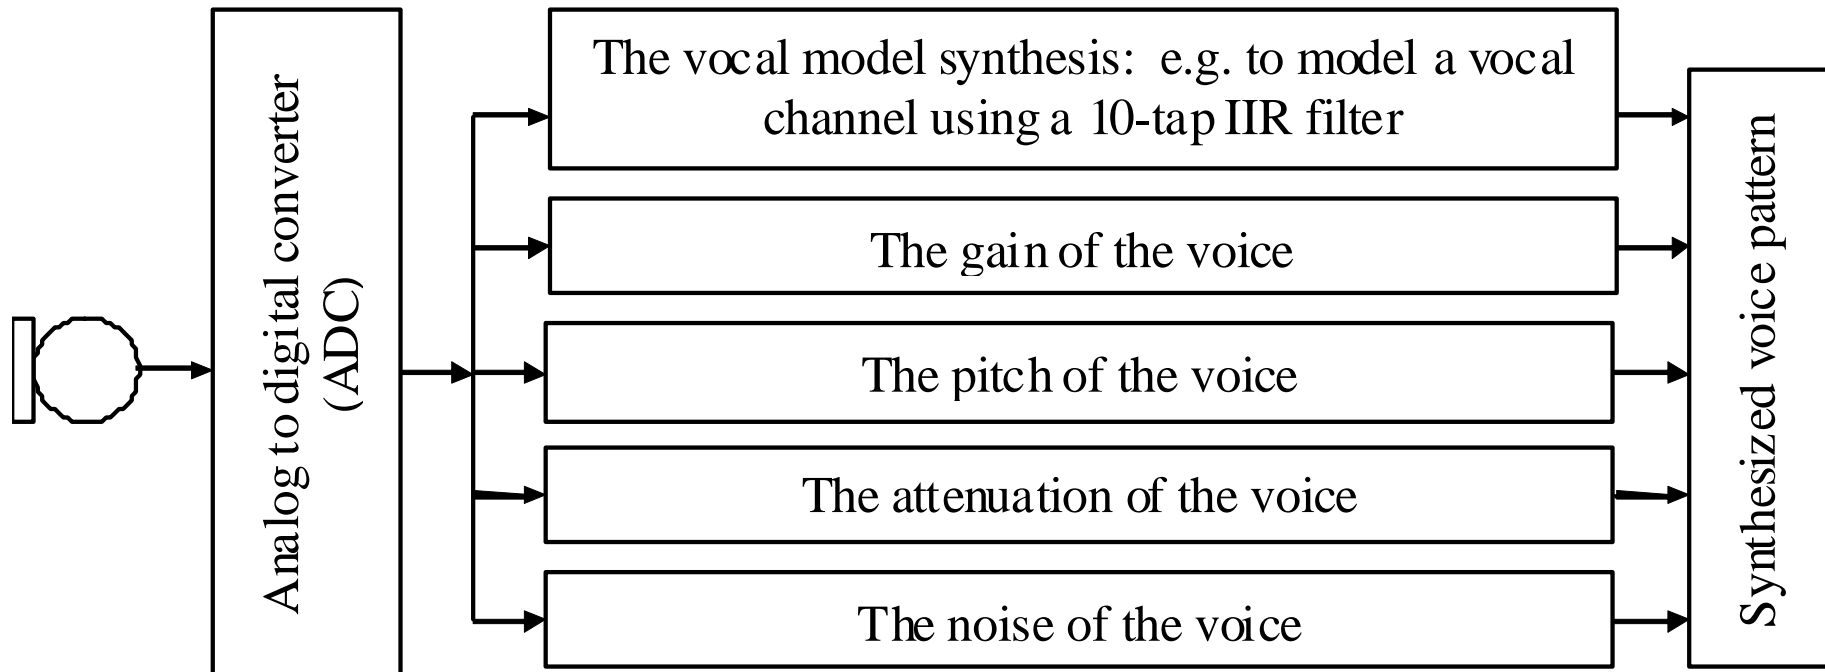 Analog to digital converter
(ADC)
The vocal model synthesis: e.g. to model a vocal
channel using a 10-tap IIR filter
The gain of the voice
The pitch of the voice
The attenuation of the voice
The noise of the voice
Synthesized voice pattern